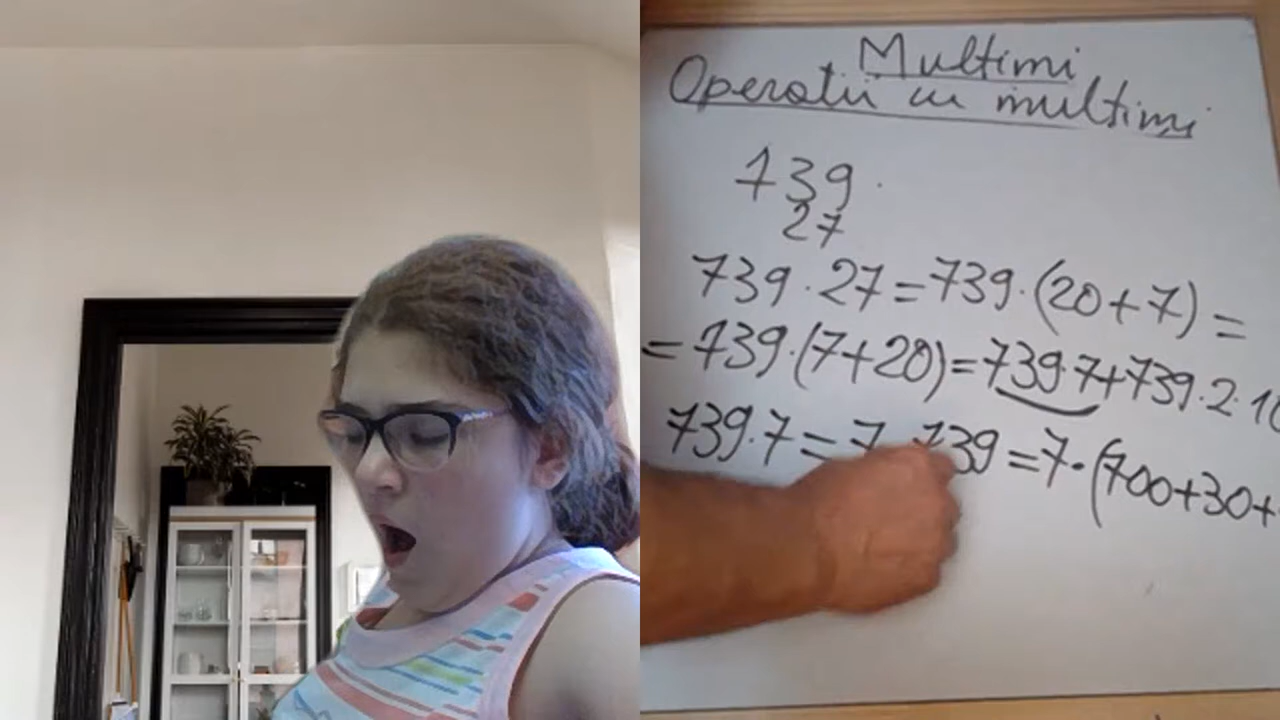 Multimi
Operatii cu multimi
739 ·
27
739 · 27 = 739 · (20 + 7) =
= 739 · (7 + 20) = 739 · 7 + 739 · 2 ·
739 · 7 = 7 739 = 7 · (700 + 30 +